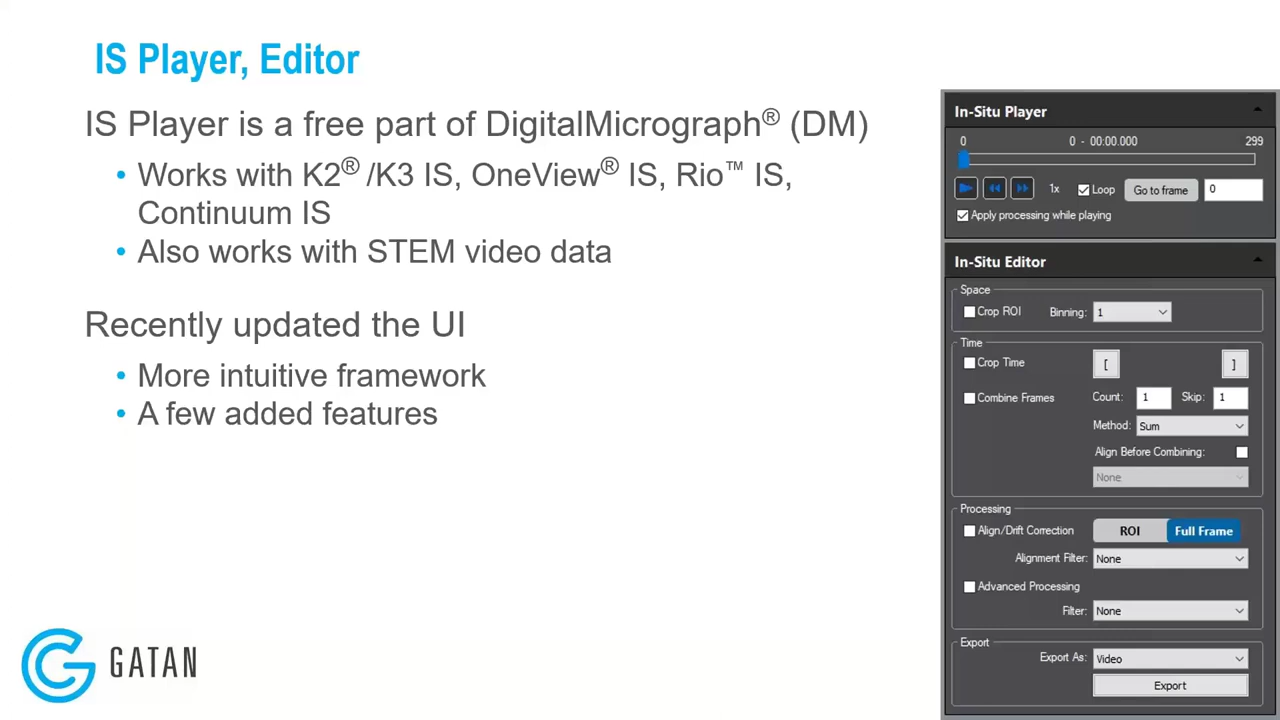 IS Player, Editor
IS Player is a free part of DigitalMicrograph® (DM)
• Works with K2® /K3 IS, OneView® IS, Rio™ IS,
Continuum IS
• Also works with STEM video data
Recently updated the UI
• More intuitive framework
• A few added features
GATAN
In-Situ Player
0 0 - 00:00.000 299
1x Loop Go to frame 0
Apply processing while playing
In-Situ Editor
Space
Crop ROI Binning: 1
Time
Crop Time [ ]
Combine Frames Count: 1 Skip: 1
Method: Sum
Align Before Combining:
None
Processing
Align/Drift Correction ROI Full Frame
Alignment Filter: None
Advanced Processing
Filter: None
Export
Export As: Video
Export